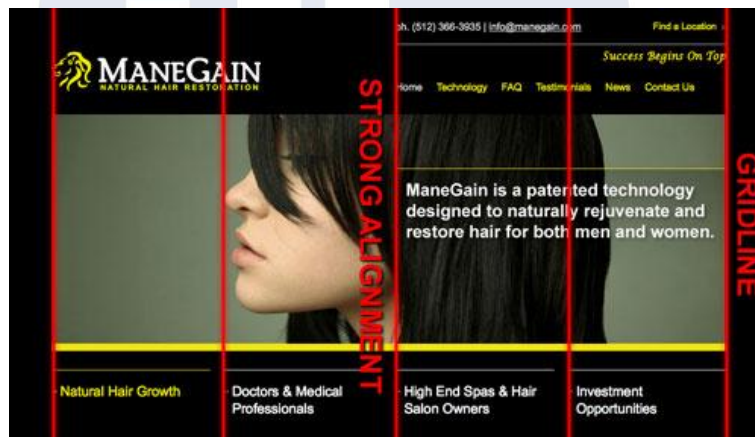 ph. (512) 366-3935 | info@manegain.com
Find a Location ›
Success Begins On Top
MANEGAIN
NATURAL HAIR RESTORATION
Home Technology FAQ Testimonials News Contact Us
STRONG ALIGNMENT
GRIDLINE
ManeGain is a patented technology
designed to naturally rejuvenate and
restore hair for both men and women.
Natural Hair Growth
Doctors & Medical
Professionals
High End Spas & Hair
Salon Owners
Investment
Opportunities